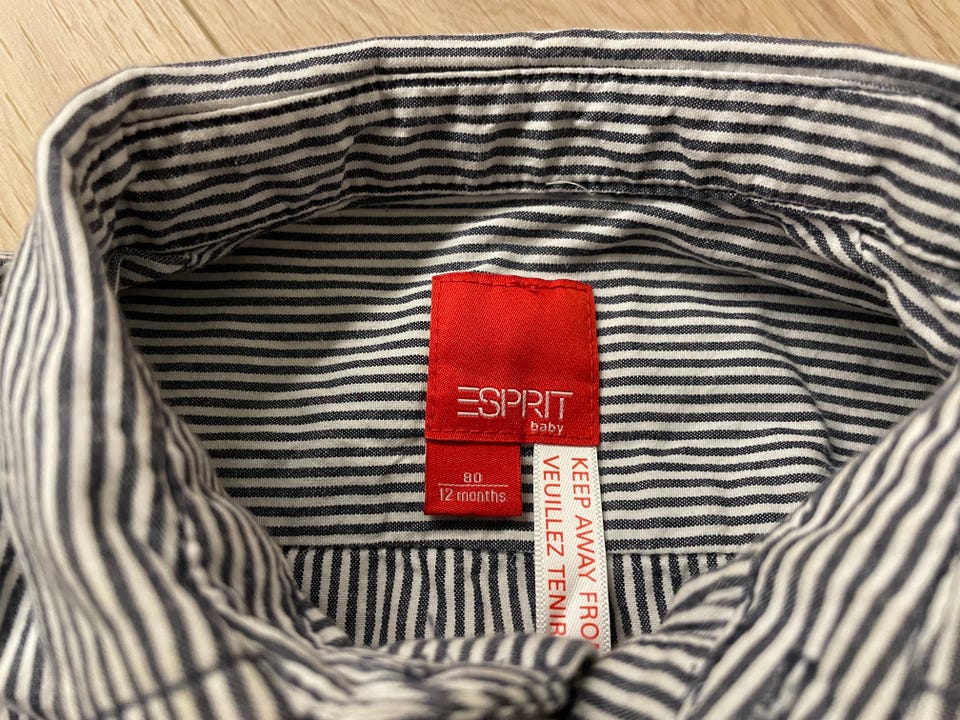 ESPRIT
baby
80
12 months
KEEP AWAY FRO
VEUILLEZ TENIR